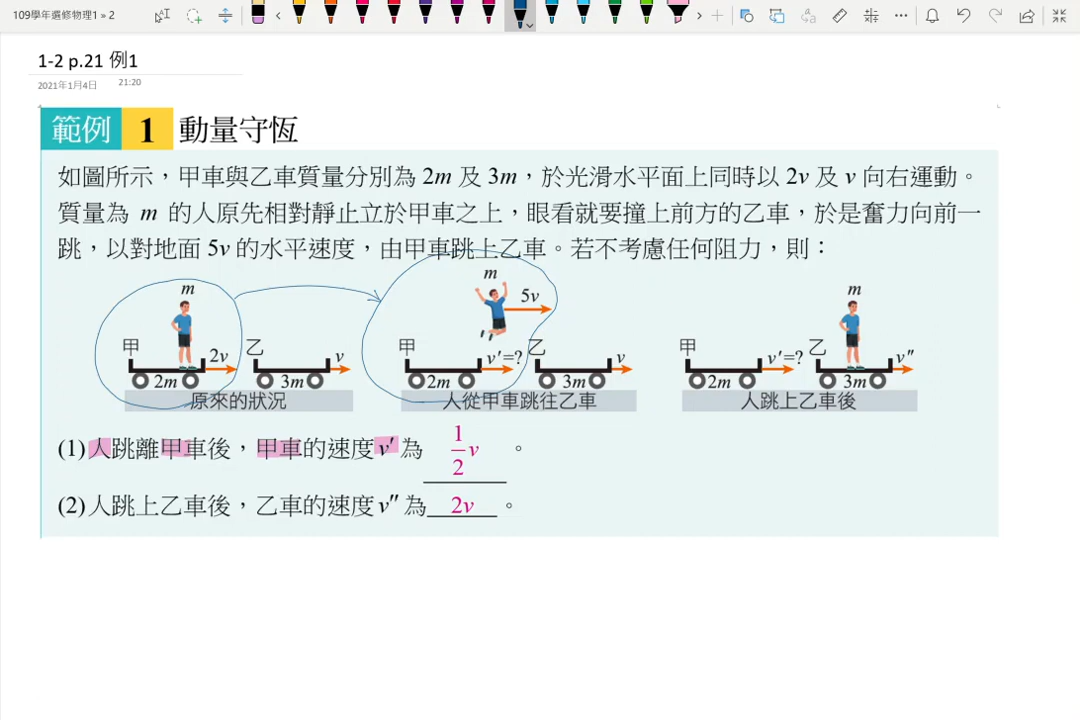 109學年選修物理1 » 2
1-2 p.21 例1
2021年1月4日 21:20
範例 1 動量守恆
如圖所示，甲車與乙車質量分別為 2m 及 3m，於光滑水平面上同時以 2v 及 v 向右運動。
質量為 m 的人原先相對靜止立於甲車之上，眼看就要撞上前方的乙車，於是奮力向前一
跳，以對地面 5v 的水平速度，由甲車跳上乙車。若不考慮任何阻力，則：
m
甲 2v 乙 v
2m 3m
原來的狀況
m
5v
甲 v′=? 乙 v
2m 3m
人從甲車跳往乙車
m
甲 v′=? 乙 v″
2m 3m
人跳上乙車後
(1)人跳離甲車後，甲車的速度 v′ 為 1/2 v 。
(2)人跳上乙車後，乙車的速度 v″ 為 2v 。